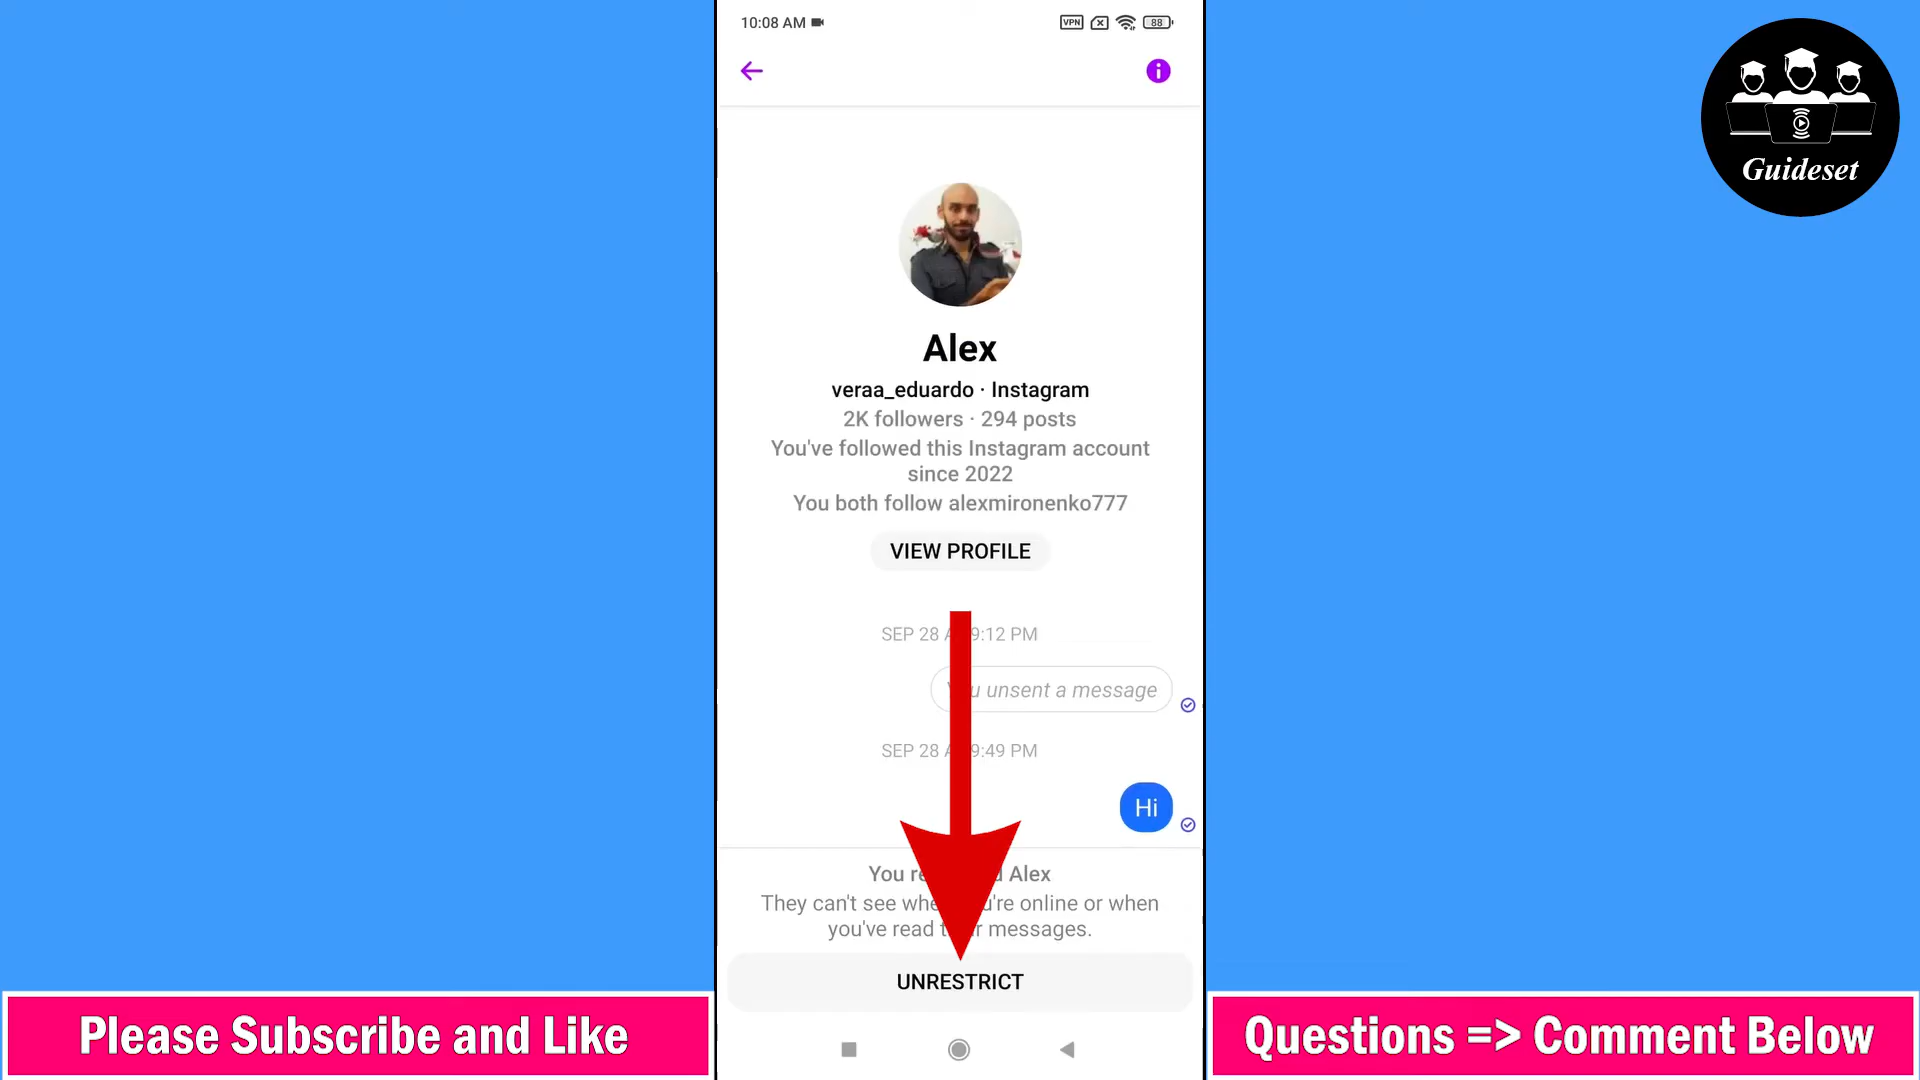 10:08 AM
VPN
88
Guideset
Alex
veraa_eduardo · Instagram
2K followers · 294 posts
You've followed this Instagram account
since 2022
You both follow alexmironenko777
VIEW PROFILE
SEP 28 9:12 PM
unsent a message
SEP 28 9:49 PM
Hi
You Alex
They can't see online or when
you've read messages.
UNRESTRICT
Please Subscribe and Like
Questions => Comment Below